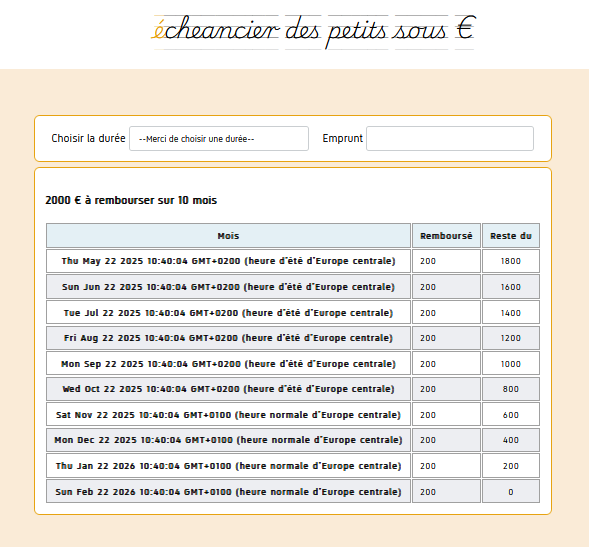 écheancier des petits sous €
Choisir la durée --Merci de choisir une durée-- Emprunt
2000 € à rembourser sur 10 mois
Mois Remboursé Reste du
Thu May 22 2025 10:40:04 GMT+0200 (heure d'été d'Europe centrale) 200 1800
Sun Jun 22 2025 10:40:04 GMT+0200 (heure d'été d'Europe centrale) 200 1600
Tue Jul 22 2025 10:40:04 GMT+0200 (heure d'été d'Europe centrale) 200 1400
Fri Aug 22 2025 10:40:04 GMT+0200 (heure d'été d'Europe centrale) 200 1200
Mon Sep 22 2025 10:40:04 GMT+0200 (heure d'été d'Europe centrale) 200 1000
Wed Oct 22 2025 10:40:04 GMT+0200 (heure d'été d'Europe centrale) 200 800
Sat Nov 22 2025 10:40:04 GMT+0100 (heure normale d'Europe centrale) 200 600
Mon Dec 22 2025 10:40:04 GMT+0100 (heure normale d'Europe centrale) 200 400
Thu Jan 22 2026 10:40:04 GMT+0100 (heure normale d'Europe centrale) 200 200
Sun Feb 22 2026 10:40:04 GMT+0100 (heure normale d'Europe centrale) 200 0